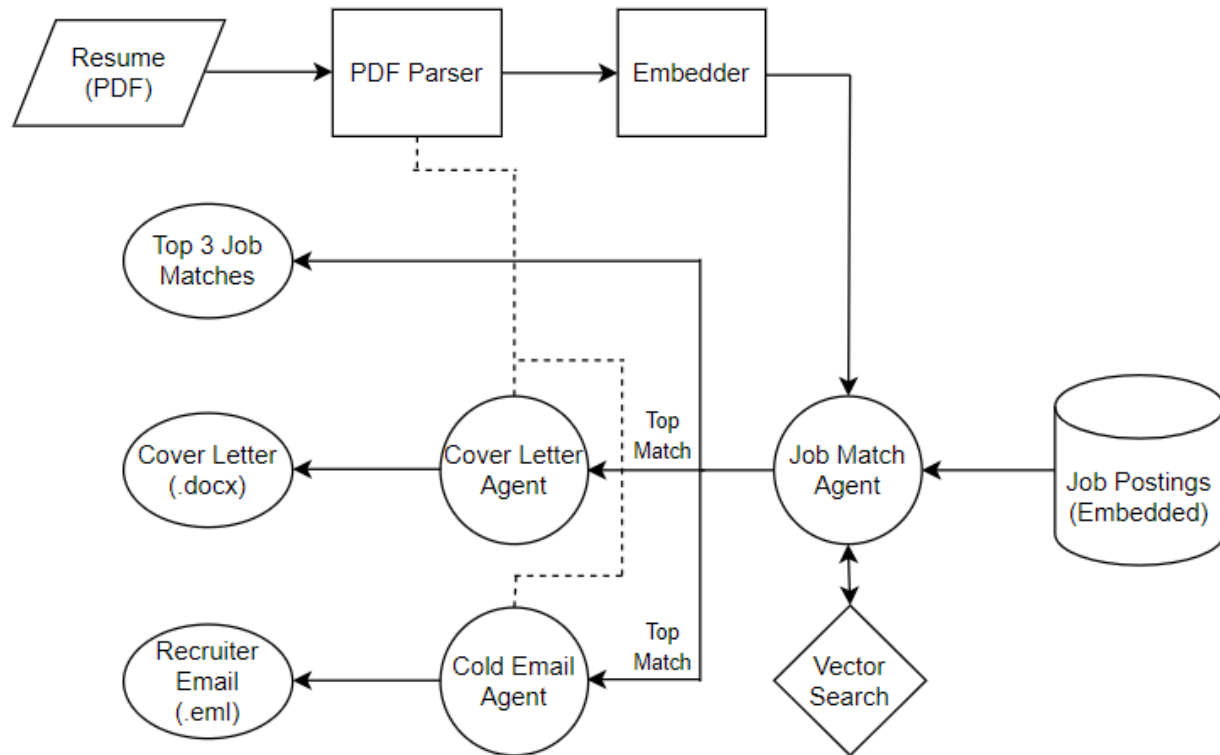 Resume
(PDF)
PDF Parser
Embedder
Top 3 Job
Matches
Cover Letter
(.docx)
Cover Letter
Agent
Top
Match
Job Match
Agent
Job Postings
(Embedded)
Recruiter
Email
(.eml)
Cold Email
Agent
Top
Match
Vector
Search